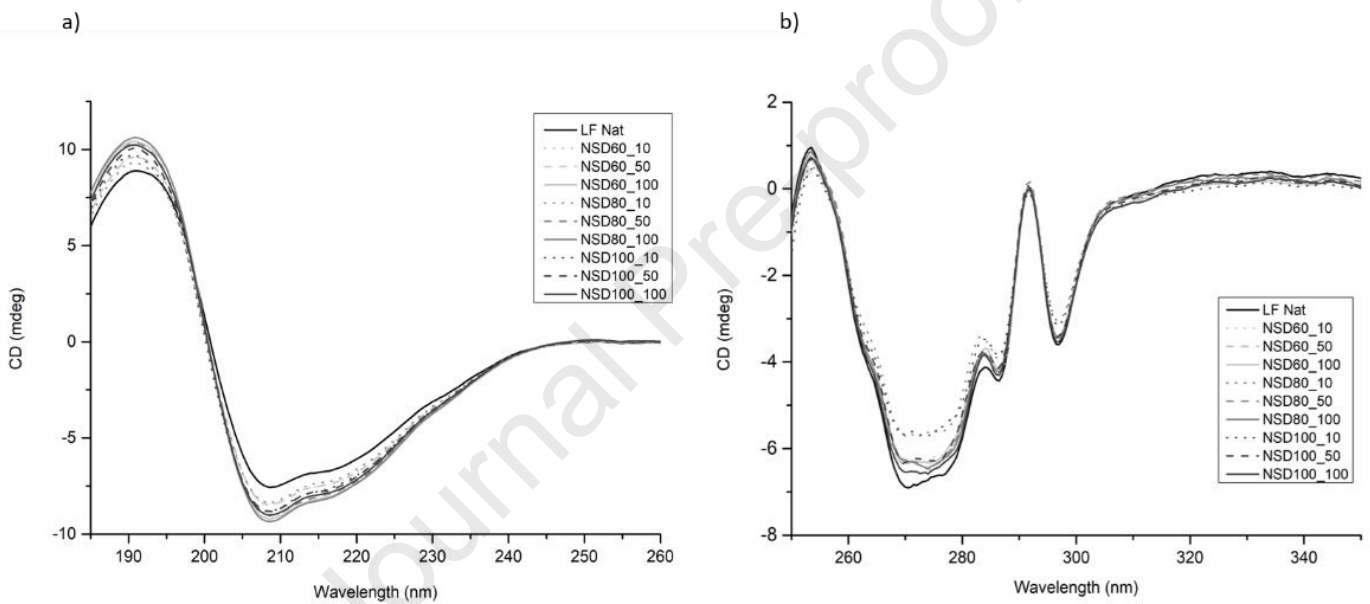 a)
CD (mdeg)
10
5
0
-5
-10
190
200
210
220
230
240
250
260
Wavelength (nm)
LF Nat
NSD60_10
NSD60_50
NSD60_100
NSD80_10
NSD80_50
NSD80_100
NSD100_10
NSD100_50
NSD100_100
b)
CD (mdeg)
2
0
-2
-4
-6
-8
260
280
300
320
340
Wavelength (nm)
LF Nat
NSD60_10
NSD60_50
NSD60_100
NSD80_10
NSD80_50
NSD80_100
NSD100_10
NSD100_50
NSD100_100
Journal Pre-proof